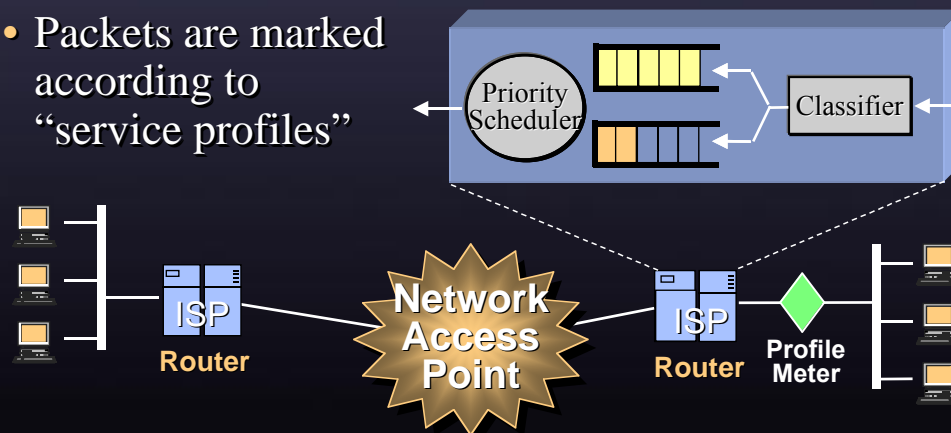 • Packets are marked
according to
“service profiles”
Priority
Scheduler
Classifier
ISP
Router
Network
Access
Point
ISP
Router
Profile
Meter